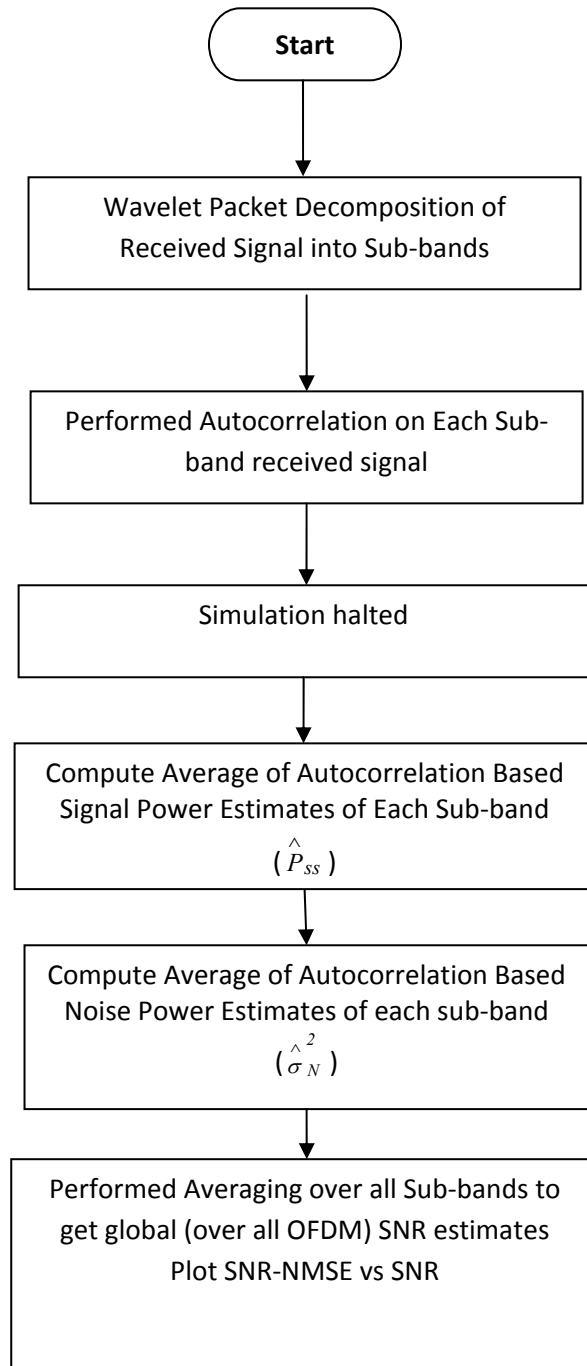 Start
Wavelet Packet Decomposition of
Received Signal into Sub-bands
Performed Autocorrelation on Each Sub-
band received signal
Simulation halted
Compute Average of Autocorrelation Based
Signal Power Estimates of Each Sub-band
( P̂ss )
Compute Average of Autocorrelation Based
Noise Power Estimates of each sub-band
( σ̂N² )
Performed Averaging over all Sub-bands to
get global (over all OFDM) SNR estimates
Plot SNR-NMSE vs SNR